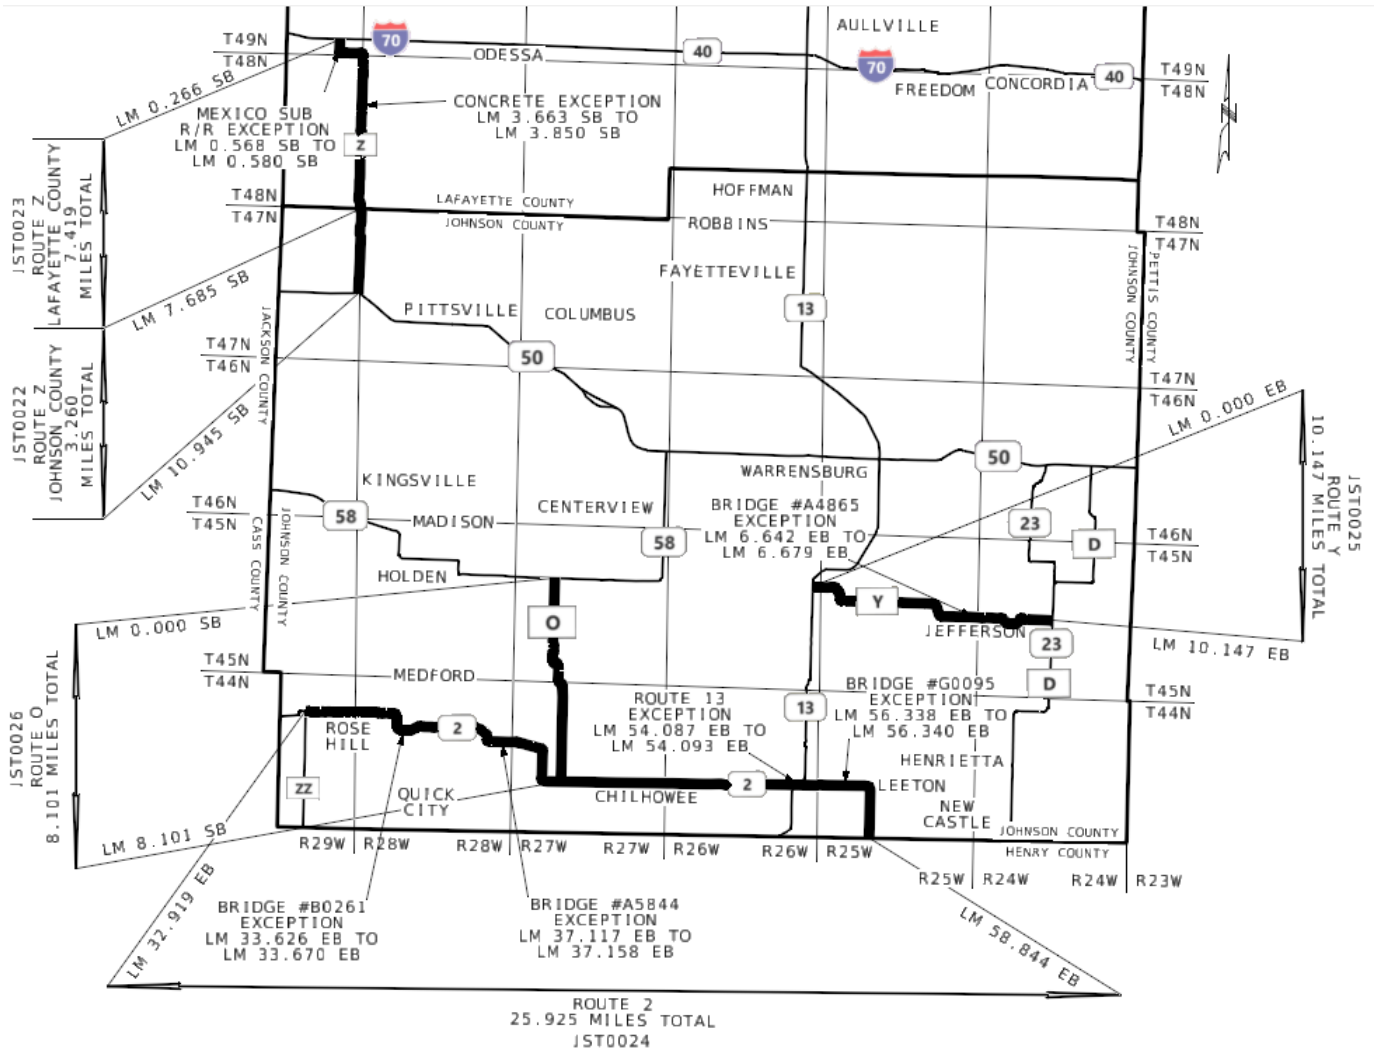 AULLVILLE
T49N
T48N
70
ODESSA
40
70
FREEDOM
CONCORDIA
40
T49N
T48N
N
LM 0.266 SB
MEXICO SUB
R/R EXCEPTION
LM 0.568 SB TO
LM 0.580 SB
CONCRETE EXCEPTION
LM 3.663 SB TO
LM 3.850 SB
Z
JST0023
ROUTE Z
LAFAYETTE COUNTY
7.419
MILES TOTAL
T48N
T47N
LAFAYETTE COUNTY
JOHNSON COUNTY
HOFFMAN
ROBBINS
T48N
T47N
FAYETTEVILLE
JOHNSON COUNTY
PETTIS COUNTY
LM 7.685 SB
PITTSVILLE
COLUMBUS
13
JACKSON COUNTY
T47N
T46N
50
T47N
T46N
JST0022
ROUTE Z
JOHNSON COUNTY
3.260
MILES TOTAL
LM 10.945 SB
LM 0.000 EB
KINGSVILLE
WARRENSBURG
50
T46N
T45N
58
MADISON
CENTERVIEW
58
BRIDGE #A4865
EXCEPTION
LM 6.642 EB TO
LM 6.679 EB
23
D
T46N
T45N
JST0025
ROUTE Y
10.147 MILES TOTAL
CASS COUNTY
JOHNSON COUNTY
HOLDEN
O
Y
JEFFERSON
23
LM 0.000 SB
LM 10.147 EB
T45N
T44N
MEDFORD
D
T45N
T44N
JST0026
ROUTE O
8.101 MILES TOTAL
ROUTE 13
EXCEPTION
LM 54.087 EB TO
LM 54.093 EB
13
BRIDGE #G0095
EXCEPTION
LM 56.338 EB TO
LM 56.340 EB
ROSE
HILL
2
HENRIETTA
ZZ
QUICK
CITY
CHILHOWEE
2
LEETON
NEW
CASTLE
JOHNSON COUNTY
HENRY COUNTY
LM 8.101 SB
R29W
R28W
R28W
R27W
R27W
R26W
R26W
R25W
R25W
R24W
R24W
R23W
LM 32.919 EB
BRIDGE #B0261
EXCEPTION
LM 33.626 EB TO
LM 33.670 EB
BRIDGE #A5844
EXCEPTION
LM 37.117 EB TO
LM 37.158 EB
LM 58.844 EB
ROUTE 2
25.925 MILES TOTAL
JST0024